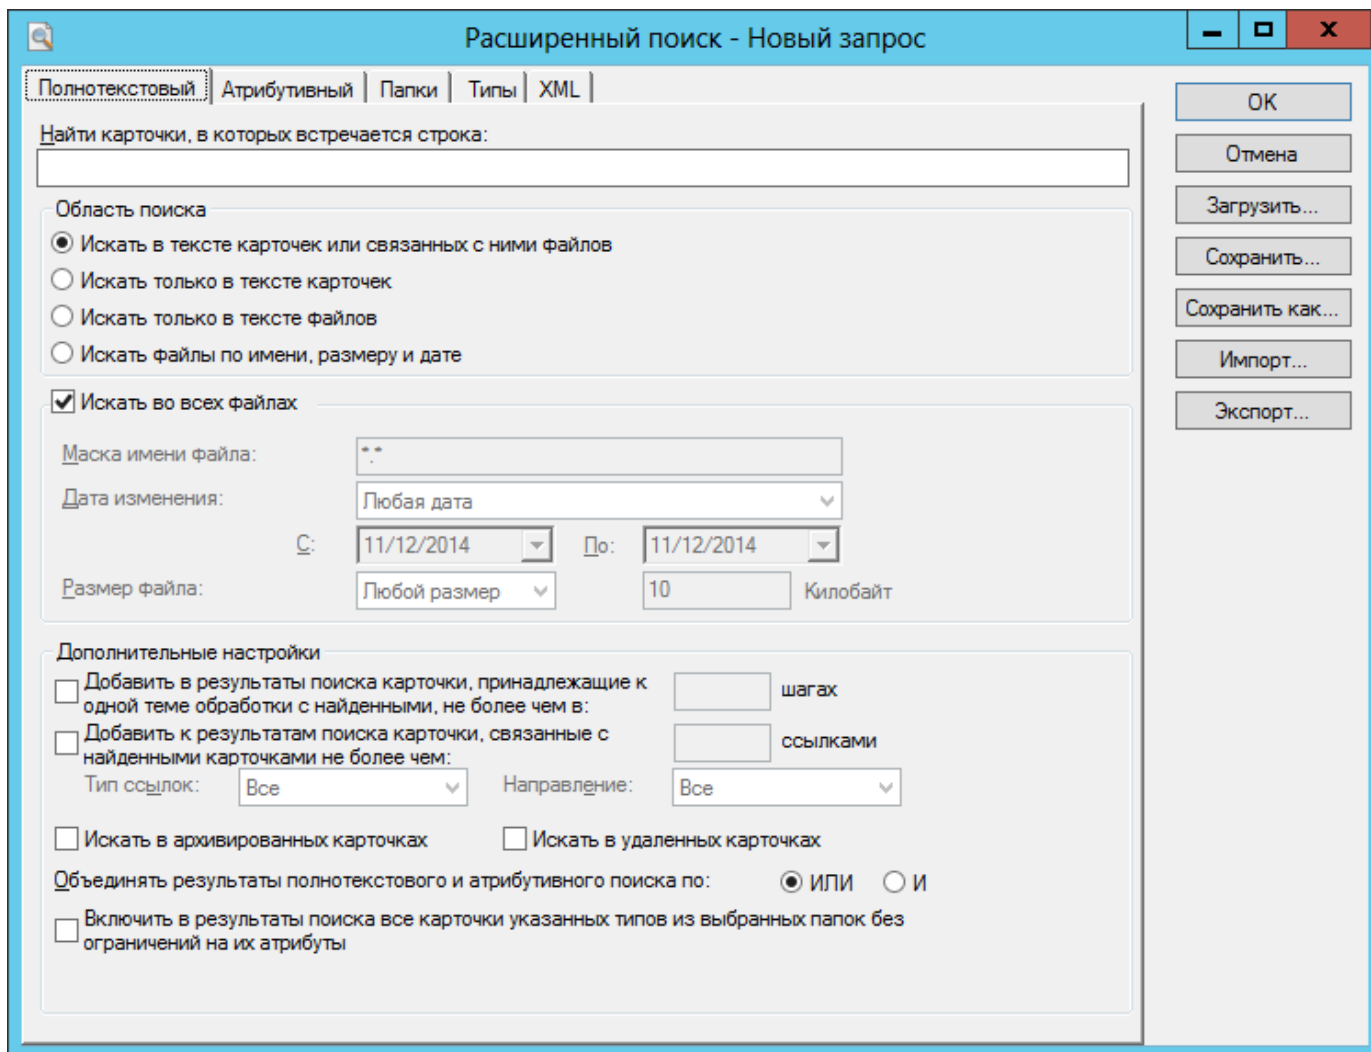 Расширенный поиск - Новый запрос
Полнотекстовый Атрибутивный Папки Типы XML
OK
Найти карточки, в которых встречается строка:
Отмена
Загрузить...
Область поиска
Искать в тексте карточек или связанных с ними файлов
Сохранить...
Искать только в тексте карточек
Сохранить как...
Искать только в тексте файлов
Искать файлы по имени, размеру и дате
Импорт...
Искать во всех файлах
Экспорт...
Маска имени файла: *.*
Дата изменения: Любая дата
С: 11/12/2014 По: 11/12/2014
Размер файла: Любой размер 10 Килобайт
Дополнительные настройки
Добавить в результаты поиска карточки, принадлежащие к
одной теме обработки с найденными, не более чем в: шагах
Добавить к результатам поиска карточки, связанные с
найденными карточками не более чем: ссылками
Тип ссылок: Все Направление: Все
Искать в архивированных карточках Искать в удаленных карточках
Объединять результаты полнотекстового и атрибутивного поиска по: ИЛИ И
Включить в результаты поиска все карточки указанных типов из выбранных папок без
ограничений на их атрибуты